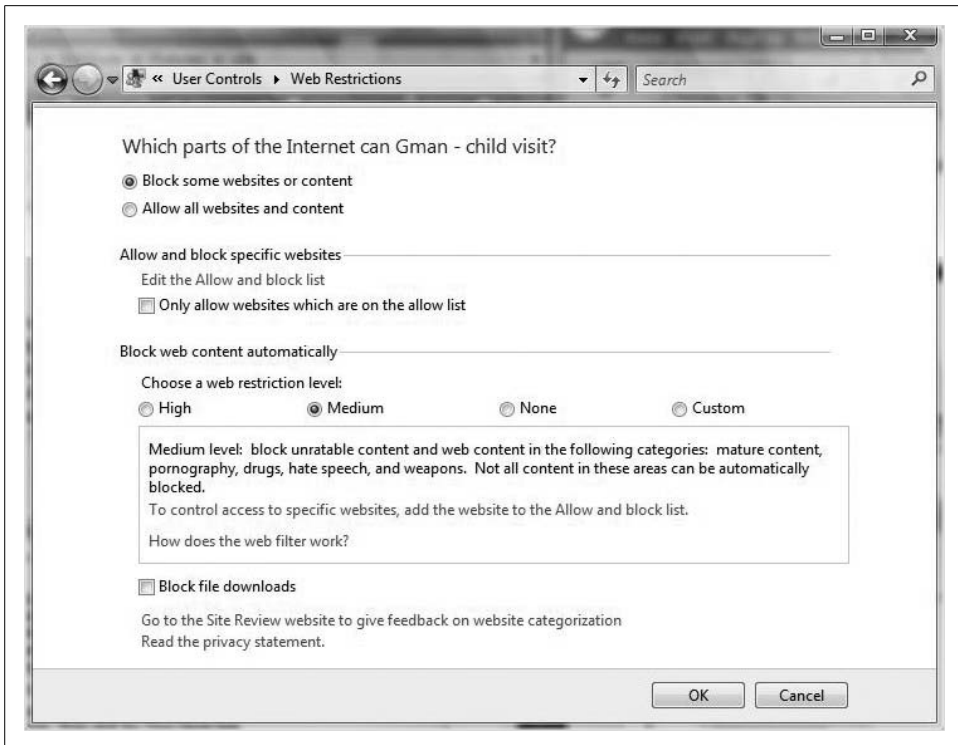 « User Controls ▸ Web Restrictions
Search
Which parts of the Internet can Gman - child visit?
Block some websites or content
Allow all websites and content
Allow and block specific websites
Edit the Allow and block list
Only allow websites which are on the allow list
Block web content automatically
Choose a web restriction level:
High Medium None Custom
Medium level: block unratable content and web content in the following categories: mature content,
pornography, drugs, hate speech, and weapons. Not all content in these areas can be automatically
blocked.
To control access to specific websites, add the website to the Allow and block list.
How does the web filter work?
Block file downloads
Go to the Site Review website to give feedback on website categorization
Read the privacy statement.
OK Cancel